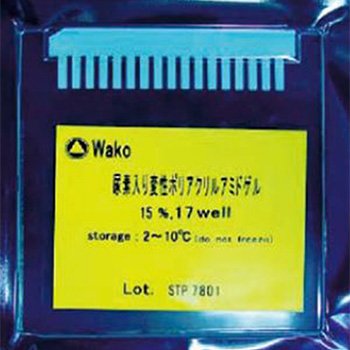 Wako
尿素入り変性ポリアクリルアミドゲル
15 %, 17 well
storage : 2～10℃ (do not freeze)
Lot. STP 7801